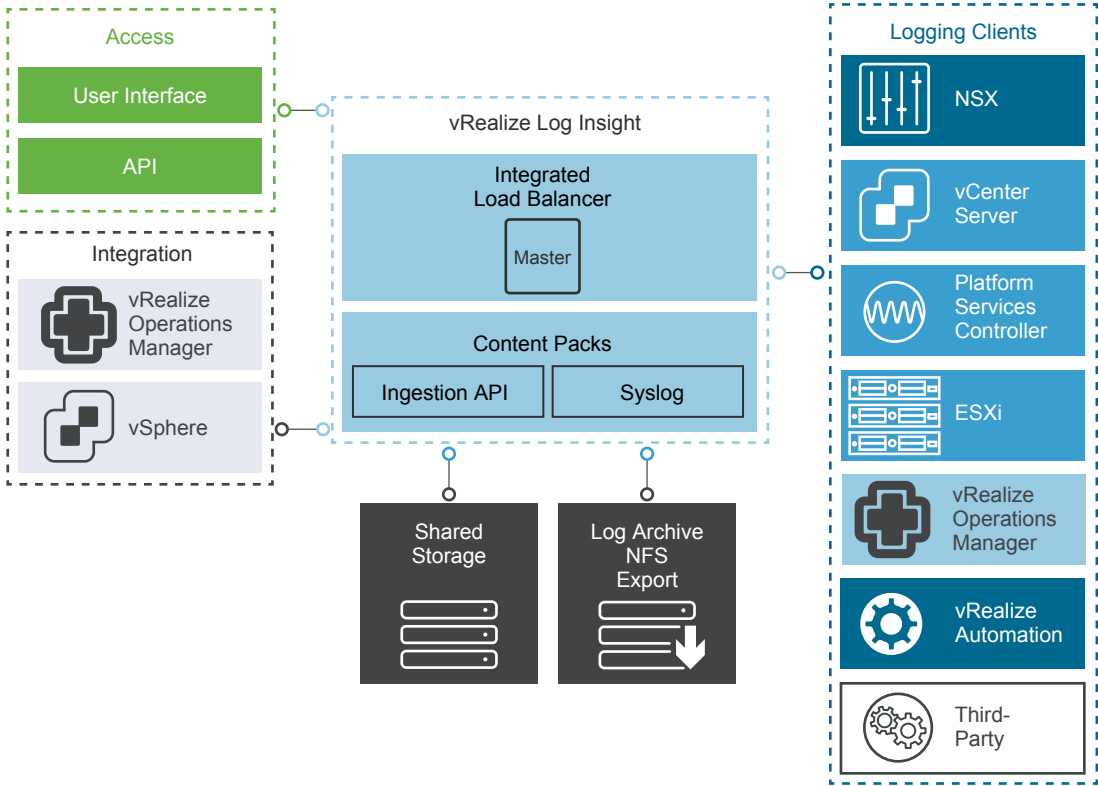 Access
User Interface
API
Integration
vRealize
Operations
Manager
vSphere
vRealize Log Insight
Integrated
Load Balancer
Master
Content Packs
Ingestion API
Syslog
Shared
Storage
Log Archive
NFS
Export
Logging Clients
NSX
vCenter
Server
Platform
Services
Controller
ESXi
vRealize
Operations
Manager
vRealize
Automation
Third-
Party